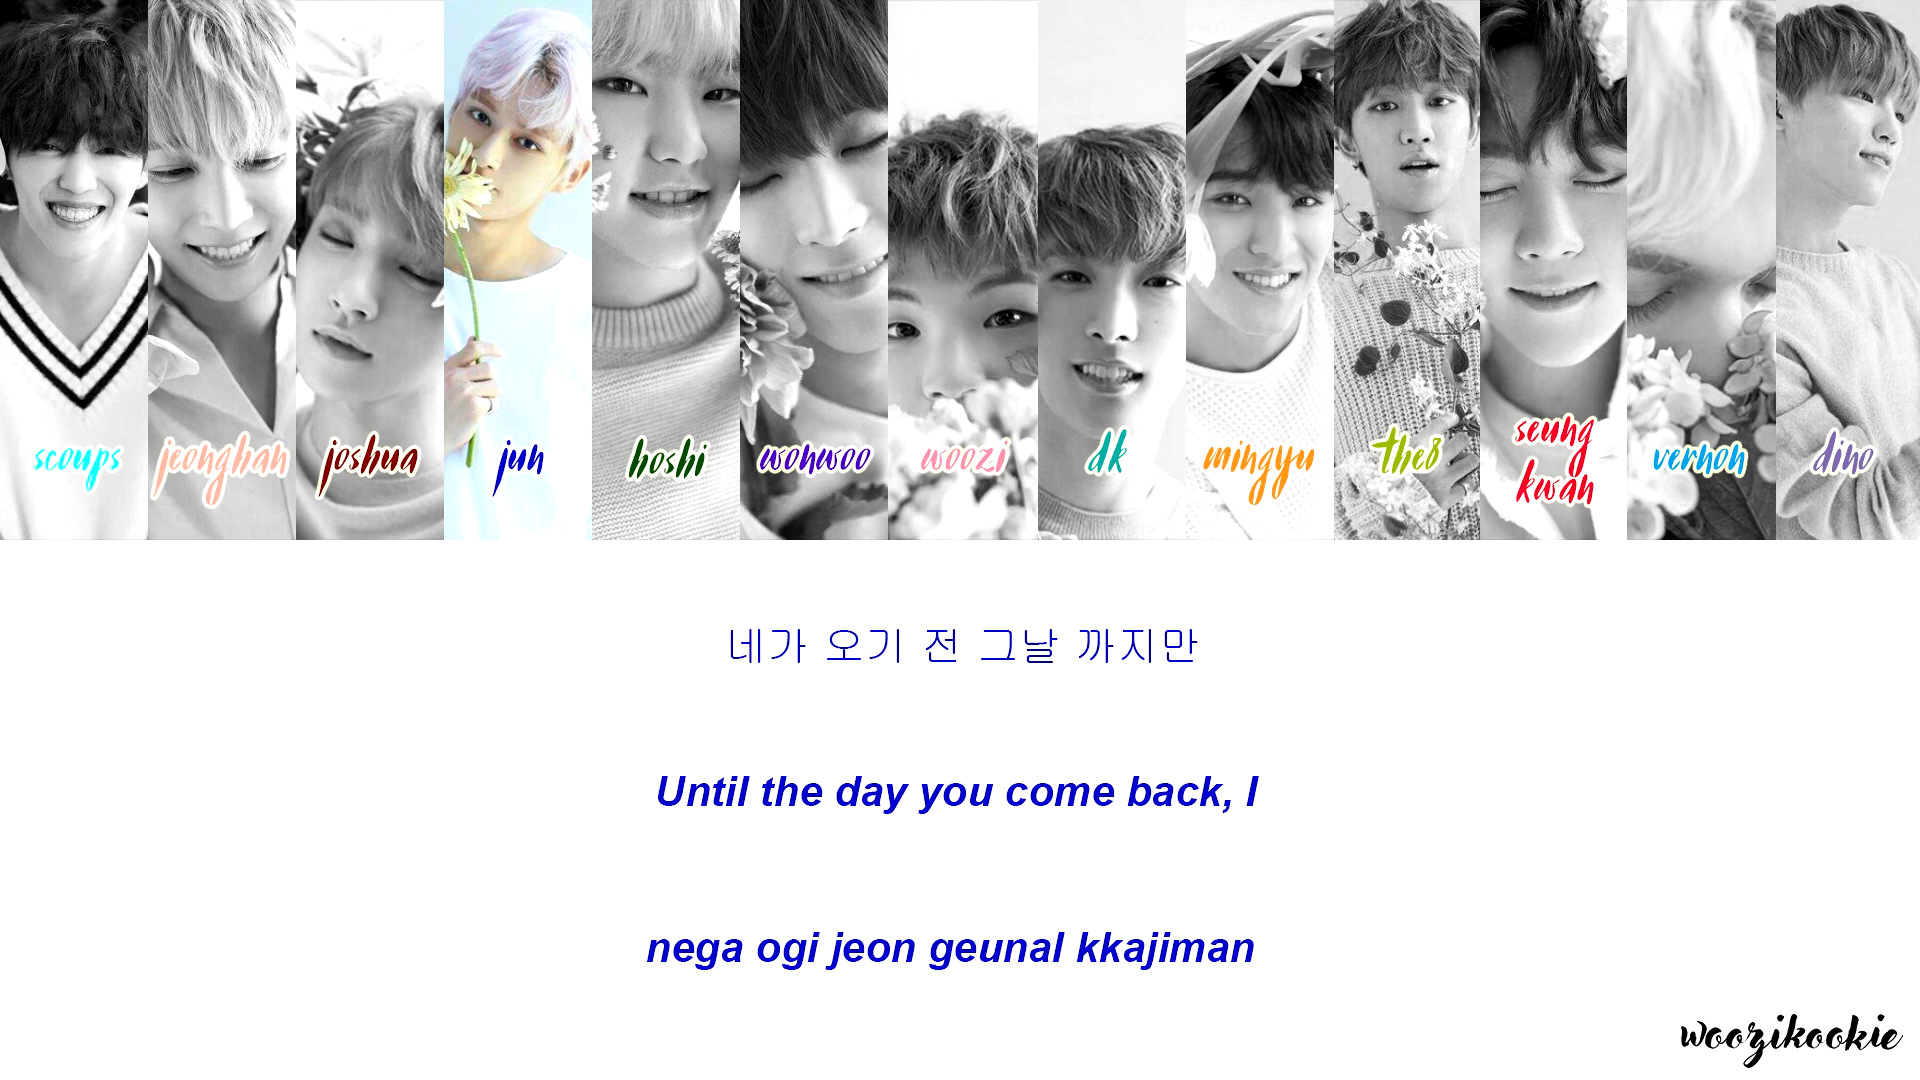 scoups
jeonghan
joshua
jun
hoshi
wonwoo
woozi
dk
mingyu
the8
seung
kwan
vernon
dino
네가 오기 전 그날 까지만
Until the day you come back, I
nega ogi jeon geunal kkajiman
woozikookie